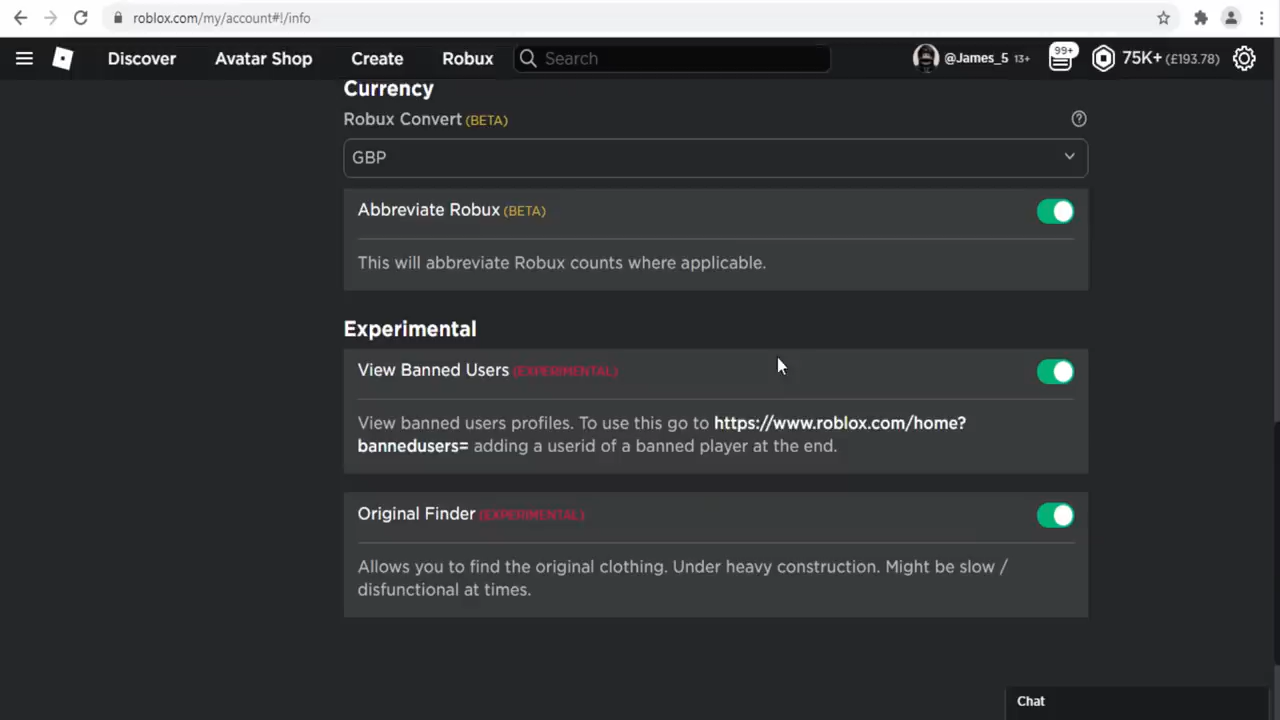 roblox.com/my/account#!/info
Discover Avatar Shop Create Robux Search @James_5 13+ 99+ 75K+ (£193.78)
Currency
Robux Convert (BETA)
GBP
Abbreviate Robux (BETA)
This will abbreviate Robux counts where applicable.
Experimental
View Banned Users (EXPERIMENTAL)
View banned users profiles. To use this go to https://www.roblox.com/home?
bannedusers= adding a userid of a banned player at the end.
Original Finder (EXPERIMENTAL)
Allows you to find the original clothing. Under heavy construction. Might be slow /
disfunctional at times.
Chat